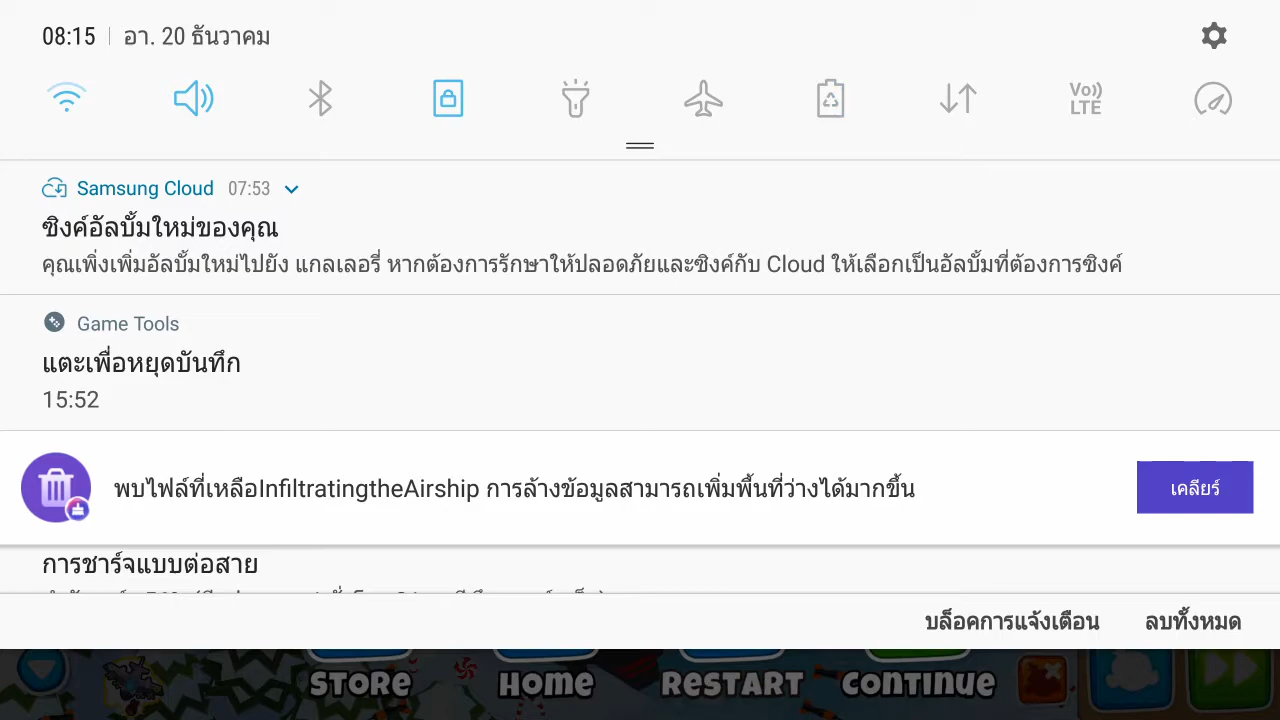 08:15 อา. 20 ธันวาคม
Vo)) LTE
Samsung Cloud 07:53
ซิงค์อัลบั้มใหม่ของคุณ
คุณเพิ่งเพิ่มอัลบั้มใหม่ไปยัง แกลเลอรี่ หากต้องการรักษาให้ปลอดภัยและซิงค์กับ Cloud ให้เลือกเป็นอัลบั้มที่ต้องการซิงค์
Game Tools
แตะเพื่อหยุดบันทึก
15:52
พบไฟล์ที่เหลือInfiltratingtheAirship การล้างข้อมูลสามารถเพิ่มพื้นที่ว่างได้มากขึ้น เคลียร์
การชาร์จแบบต่อสาย
บล็อคการแจ้งเตือน ลบทั้งหมด
STORE HOME RESTART CONTINUE